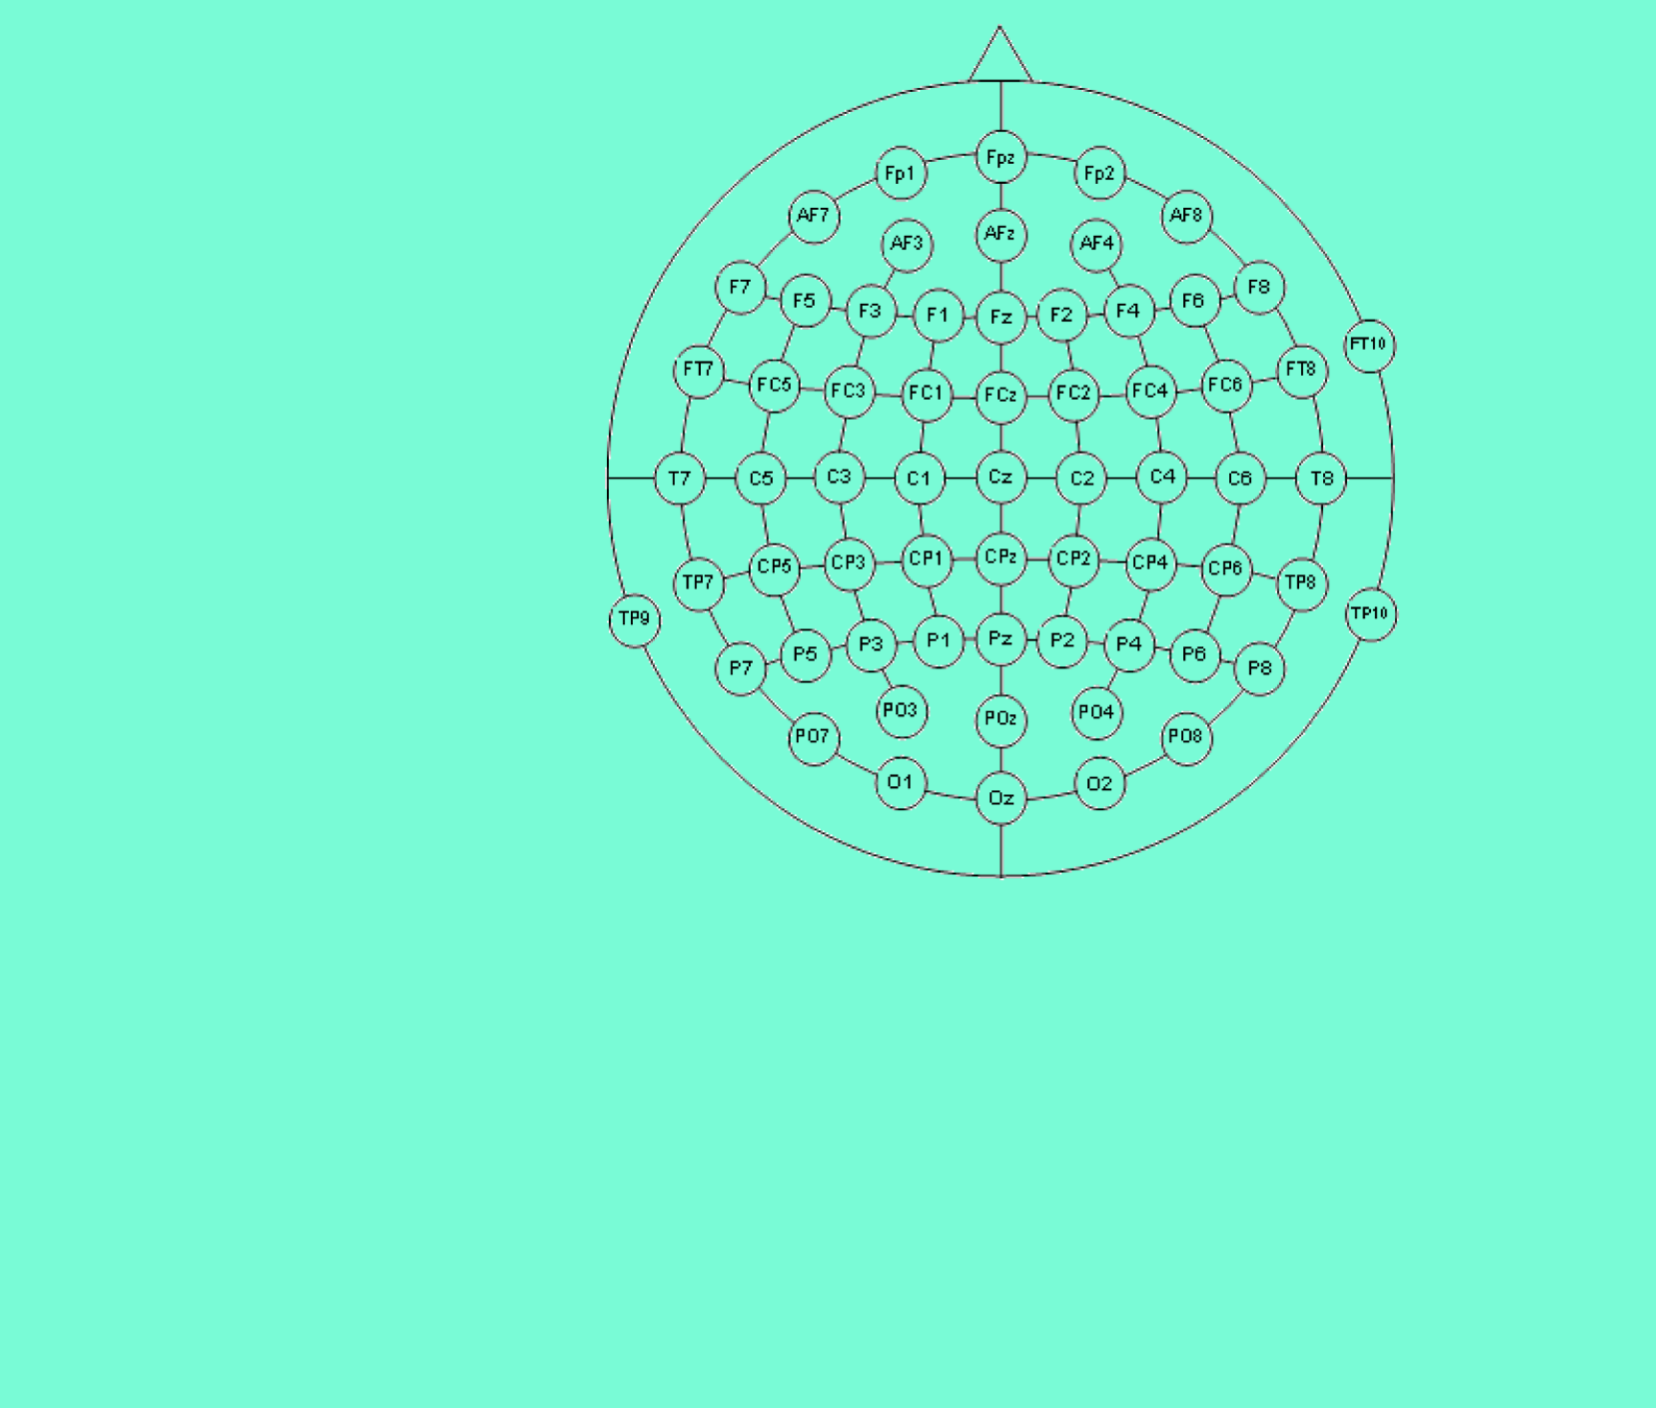 Fpz
Fp1 Fp2
AF7 AF8
AF3 AFz AF4
F7 F5 F3 F1 Fz F2 F4 F6 F8
FT10
FT7 FC5 FC3 FC1 FCz FC2 FC4 FC6 FT8
T7 C5 C3 C1 Cz C2 C4 C6 T8
TP7 CP5 CP3 CP1 CPz CP2 CP4 CP6 TP8
TP9 TP10
P7 P5 P3 P1 Pz P2 P4 P6 P8
PO3 POz PO4
PO7 PO8
O1 Oz O2